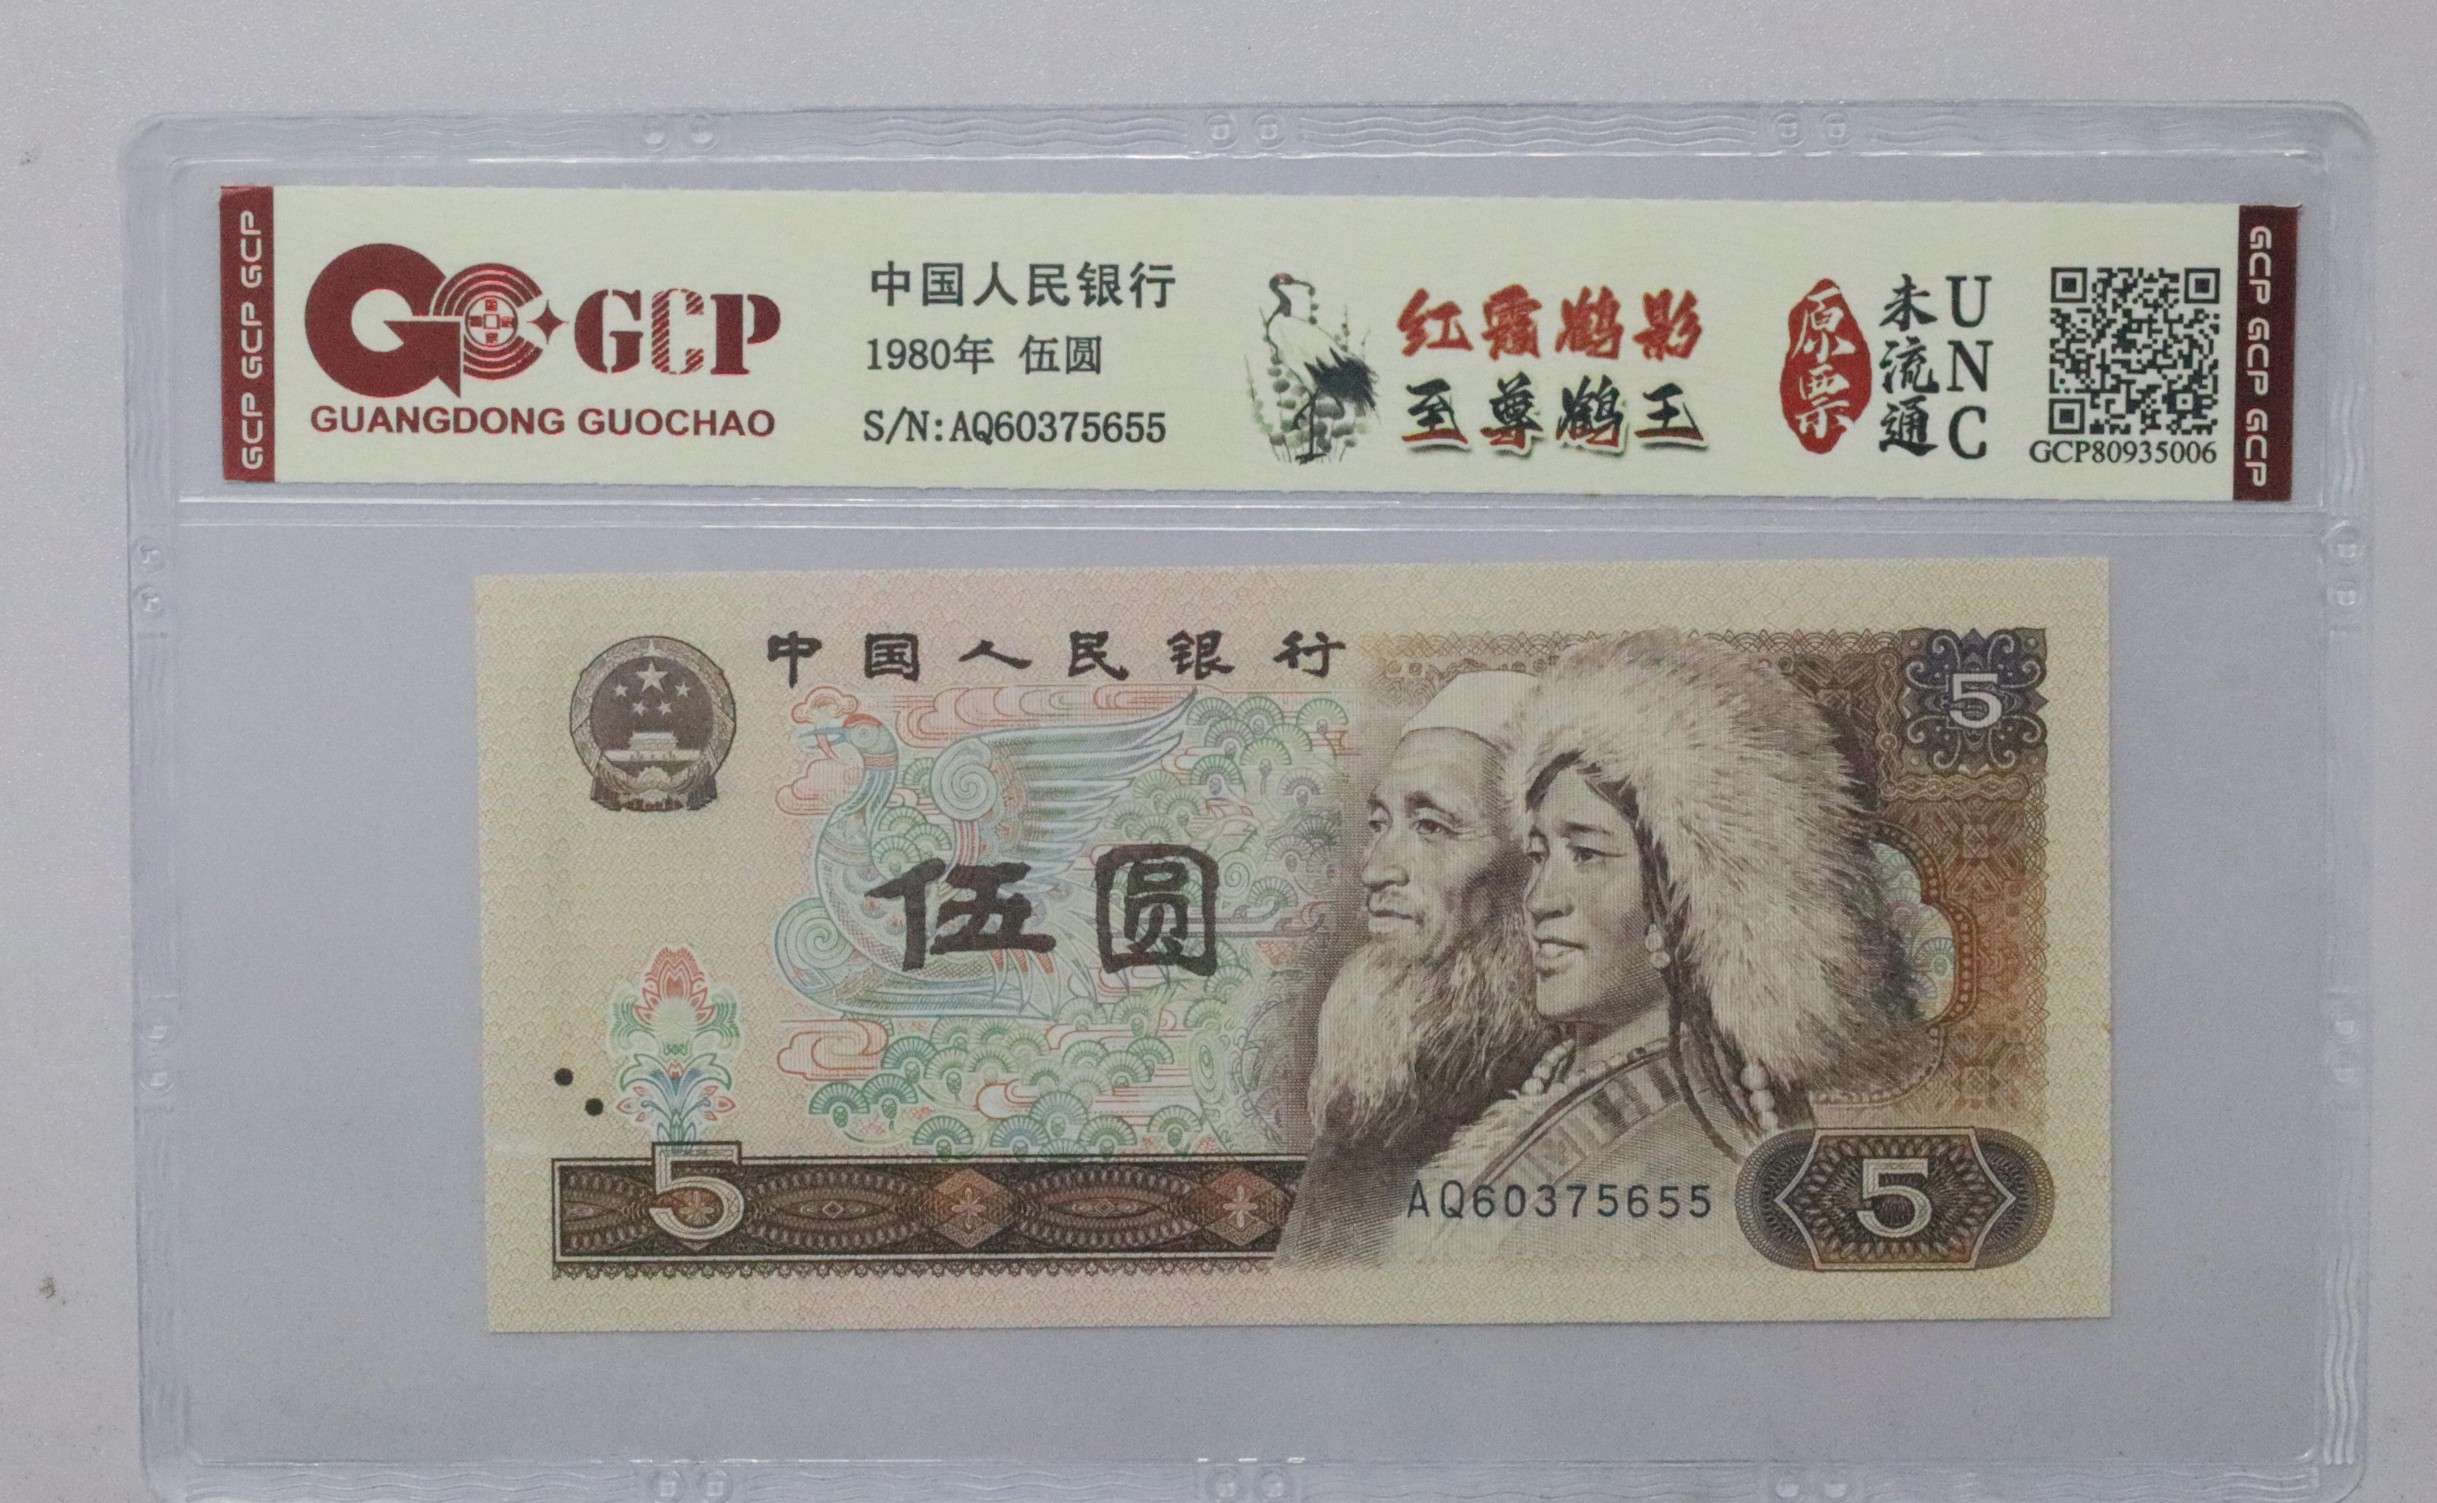 GCP GCP GCP
GCP
GUANGDONG GUOCHAO
中国人民银行
1980年 伍圆
S/N:AQ60375655
红霞鹤影
至尊鹤王
原票
未流通
UNC
GCP80935006
GCP GCP GCP
中国人民银行
5
伍圆
5
AQ60375655
5